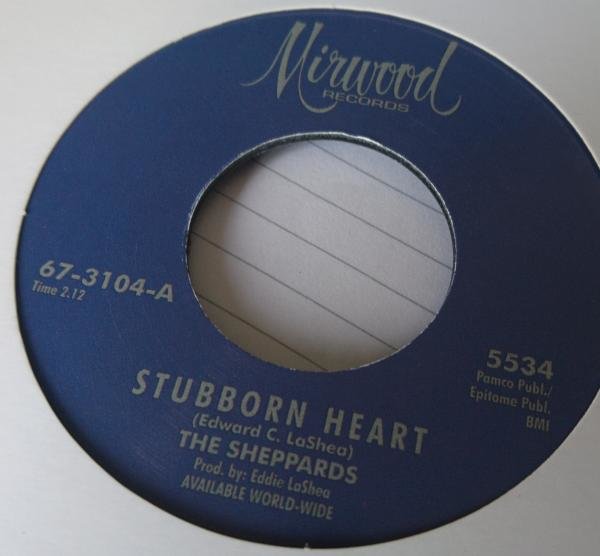 Mirwood
RECORDS
67-3104-A
Time 2.12
5534
Pamco Publ./
Epitome Publ.
BMI
STUBBORN HEART
(Edward C. LaShea)
THE SHEPPARDS
Prod. by: Eddie LaShea
AVAILABLE WORLD-WIDE